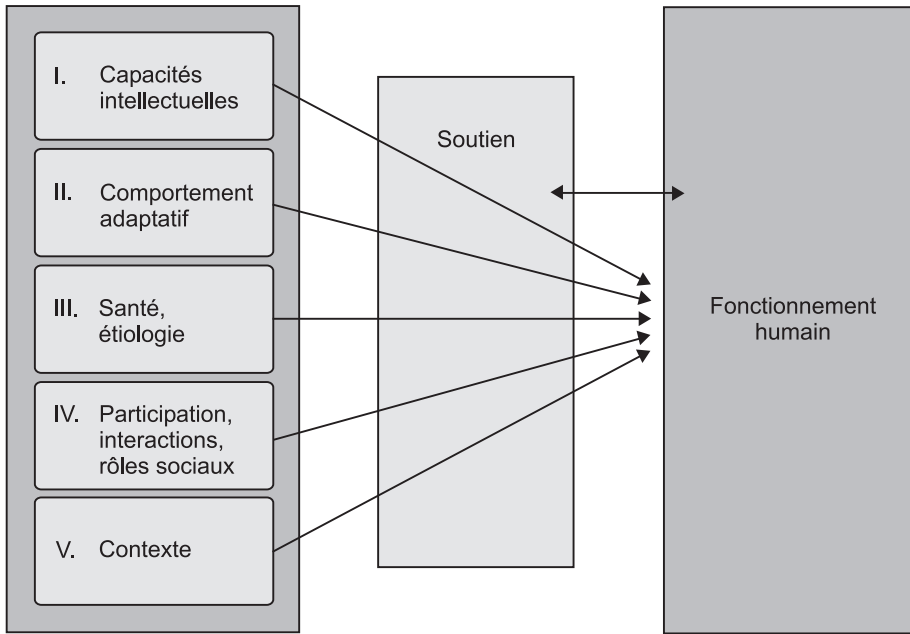 I. Capacités
intellectuelles
II. Comportement
adaptatif
III. Santé,
étiologie
IV. Participation,
interactions,
rôles sociaux
V. Contexte
Soutien
Fonctionnement
humain